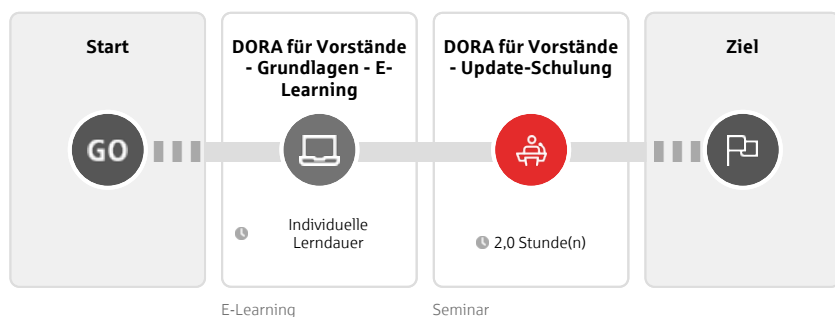 Start
DORA für Vorstände
- Grundlagen - E-
Learning
DORA für Vorstände
- Update-Schulung
Ziel
GO
Individuelle
Lerndauer
2,0 Stunde(n)
E-Learning
Seminar